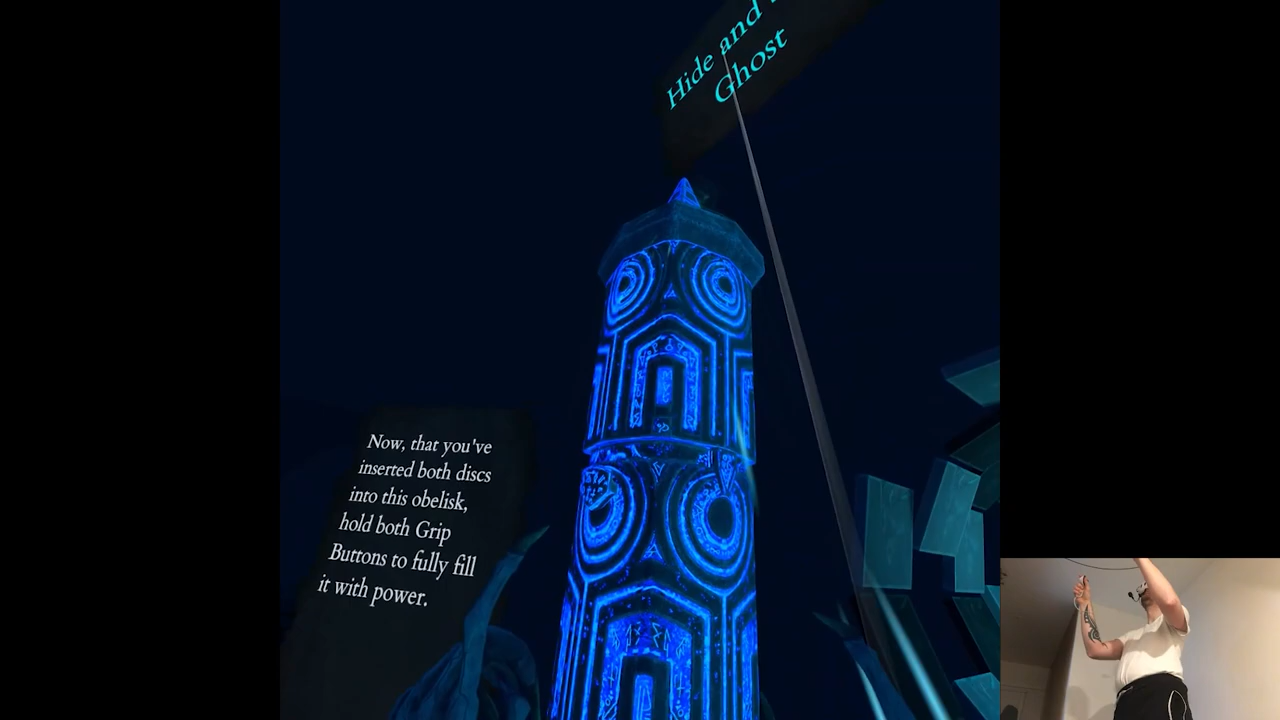 Hide and
Ghost
Now, that you've
inserted both discs
into this obelisk,
hold both Grip
Buttons to fully fill
it with power.